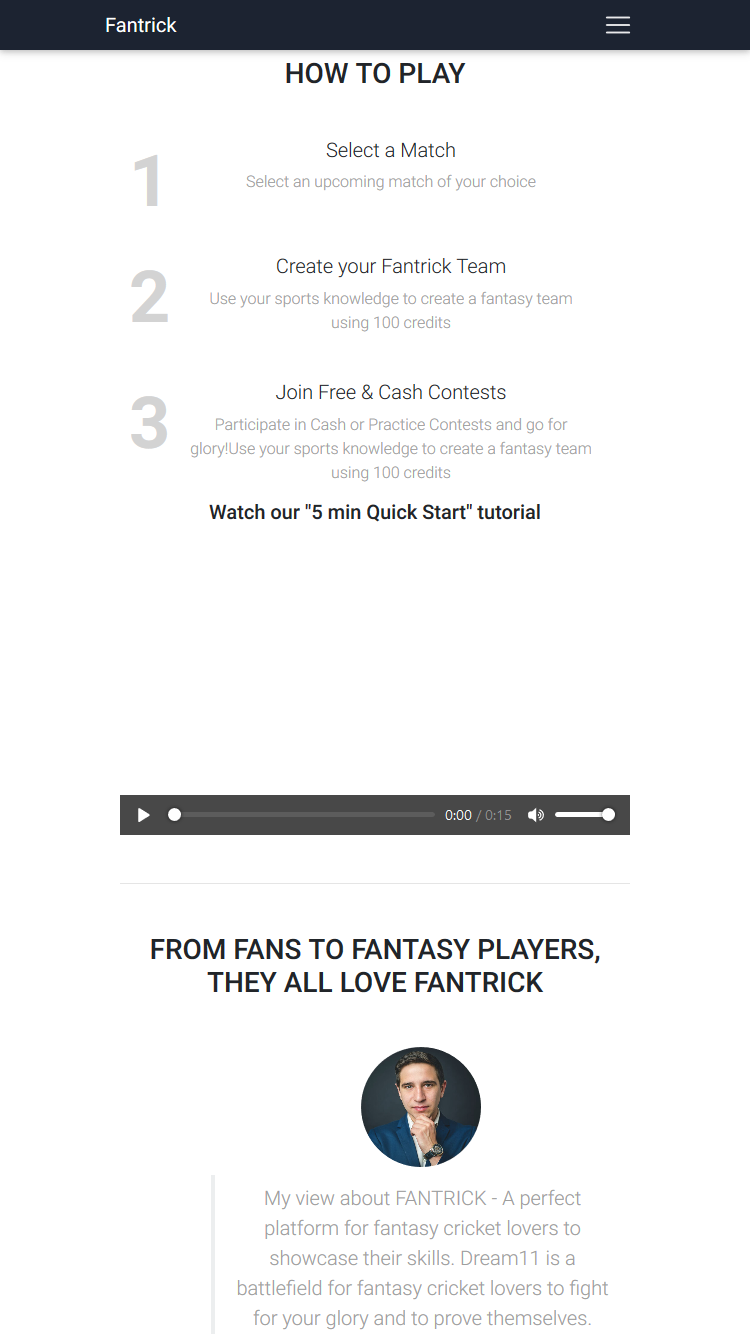 Fantrick
HOW TO PLAY
1
Select a Match
Select an upcoming match of your choice
2
Create your Fantrick Team
Use your sports knowledge to create a fantasy team
using 100 credits
3
Join Free & Cash Contests
Participate in Cash or Practice Contests and go for
glory!Use your sports knowledge to create a fantasy team
using 100 credits
Watch our "5 min Quick Start" tutorial
0:00 / 0:15
FROM FANS TO FANTASY PLAYERS,
THEY ALL LOVE FANTRICK
My view about FANTRICK - A perfect
platform for fantasy cricket lovers to
showcase their skills. Dream11 is a
battlefield for fantasy cricket lovers to fight
for your glory and to prove themselves.